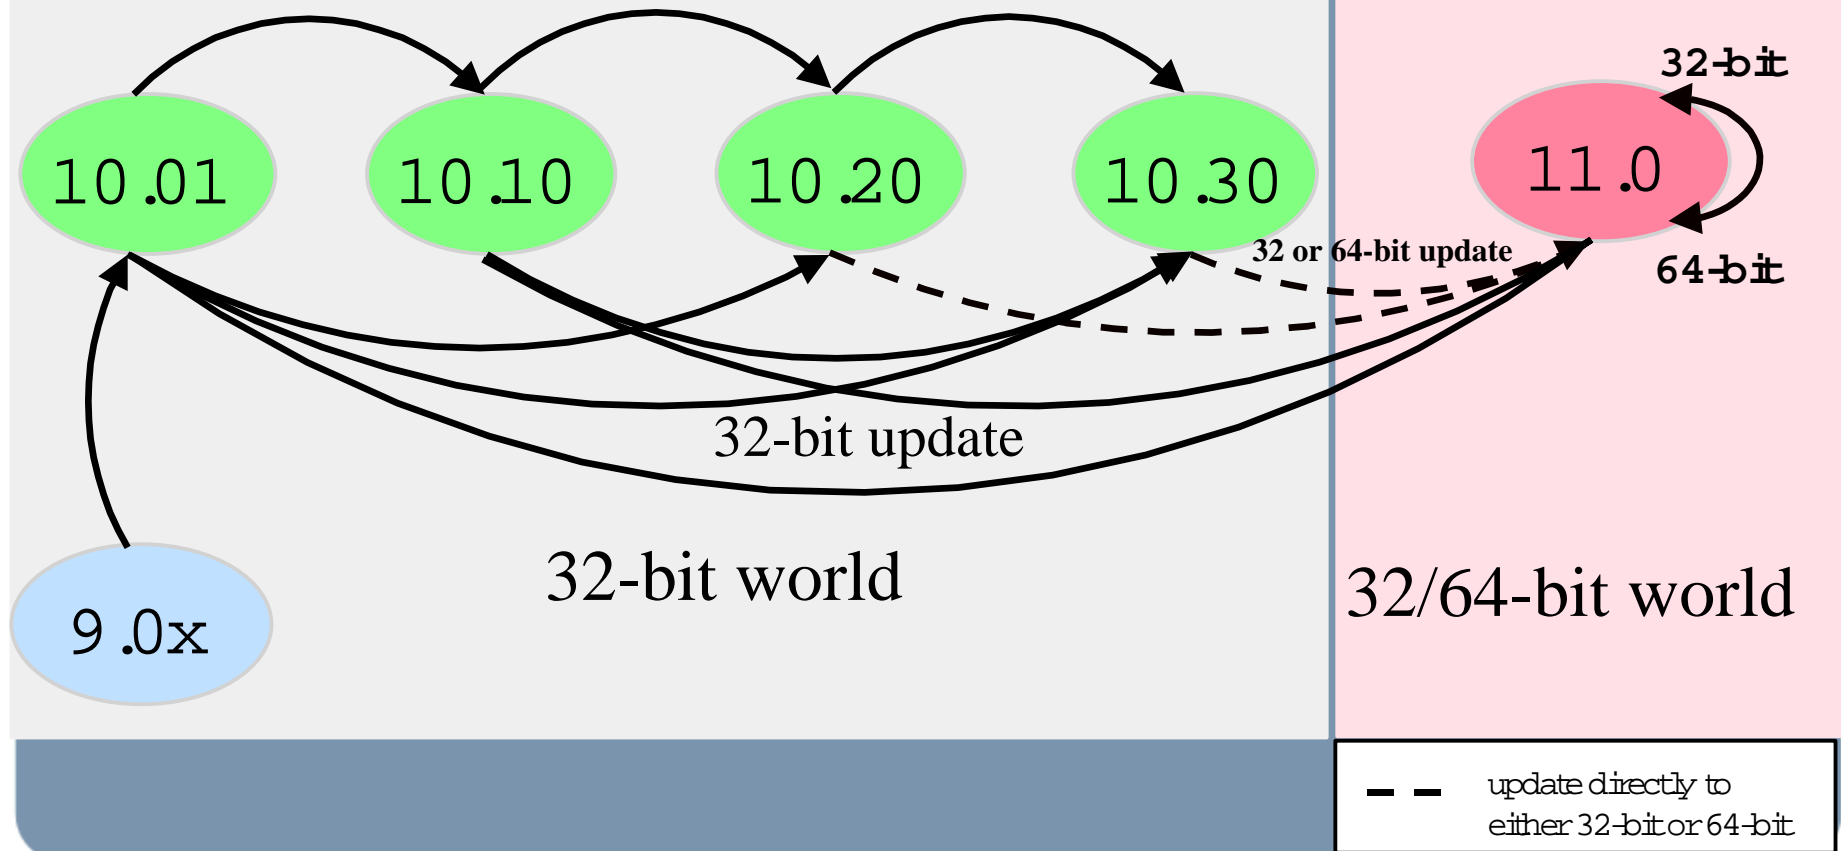 32-bit
10.01
10.10
10.20
10.30
11.0
32 or 64-bit update
64-bit
32-bit update
32-bit world
32/64-bit world
9.0x
update directly to
either 32-bit or 64-bit